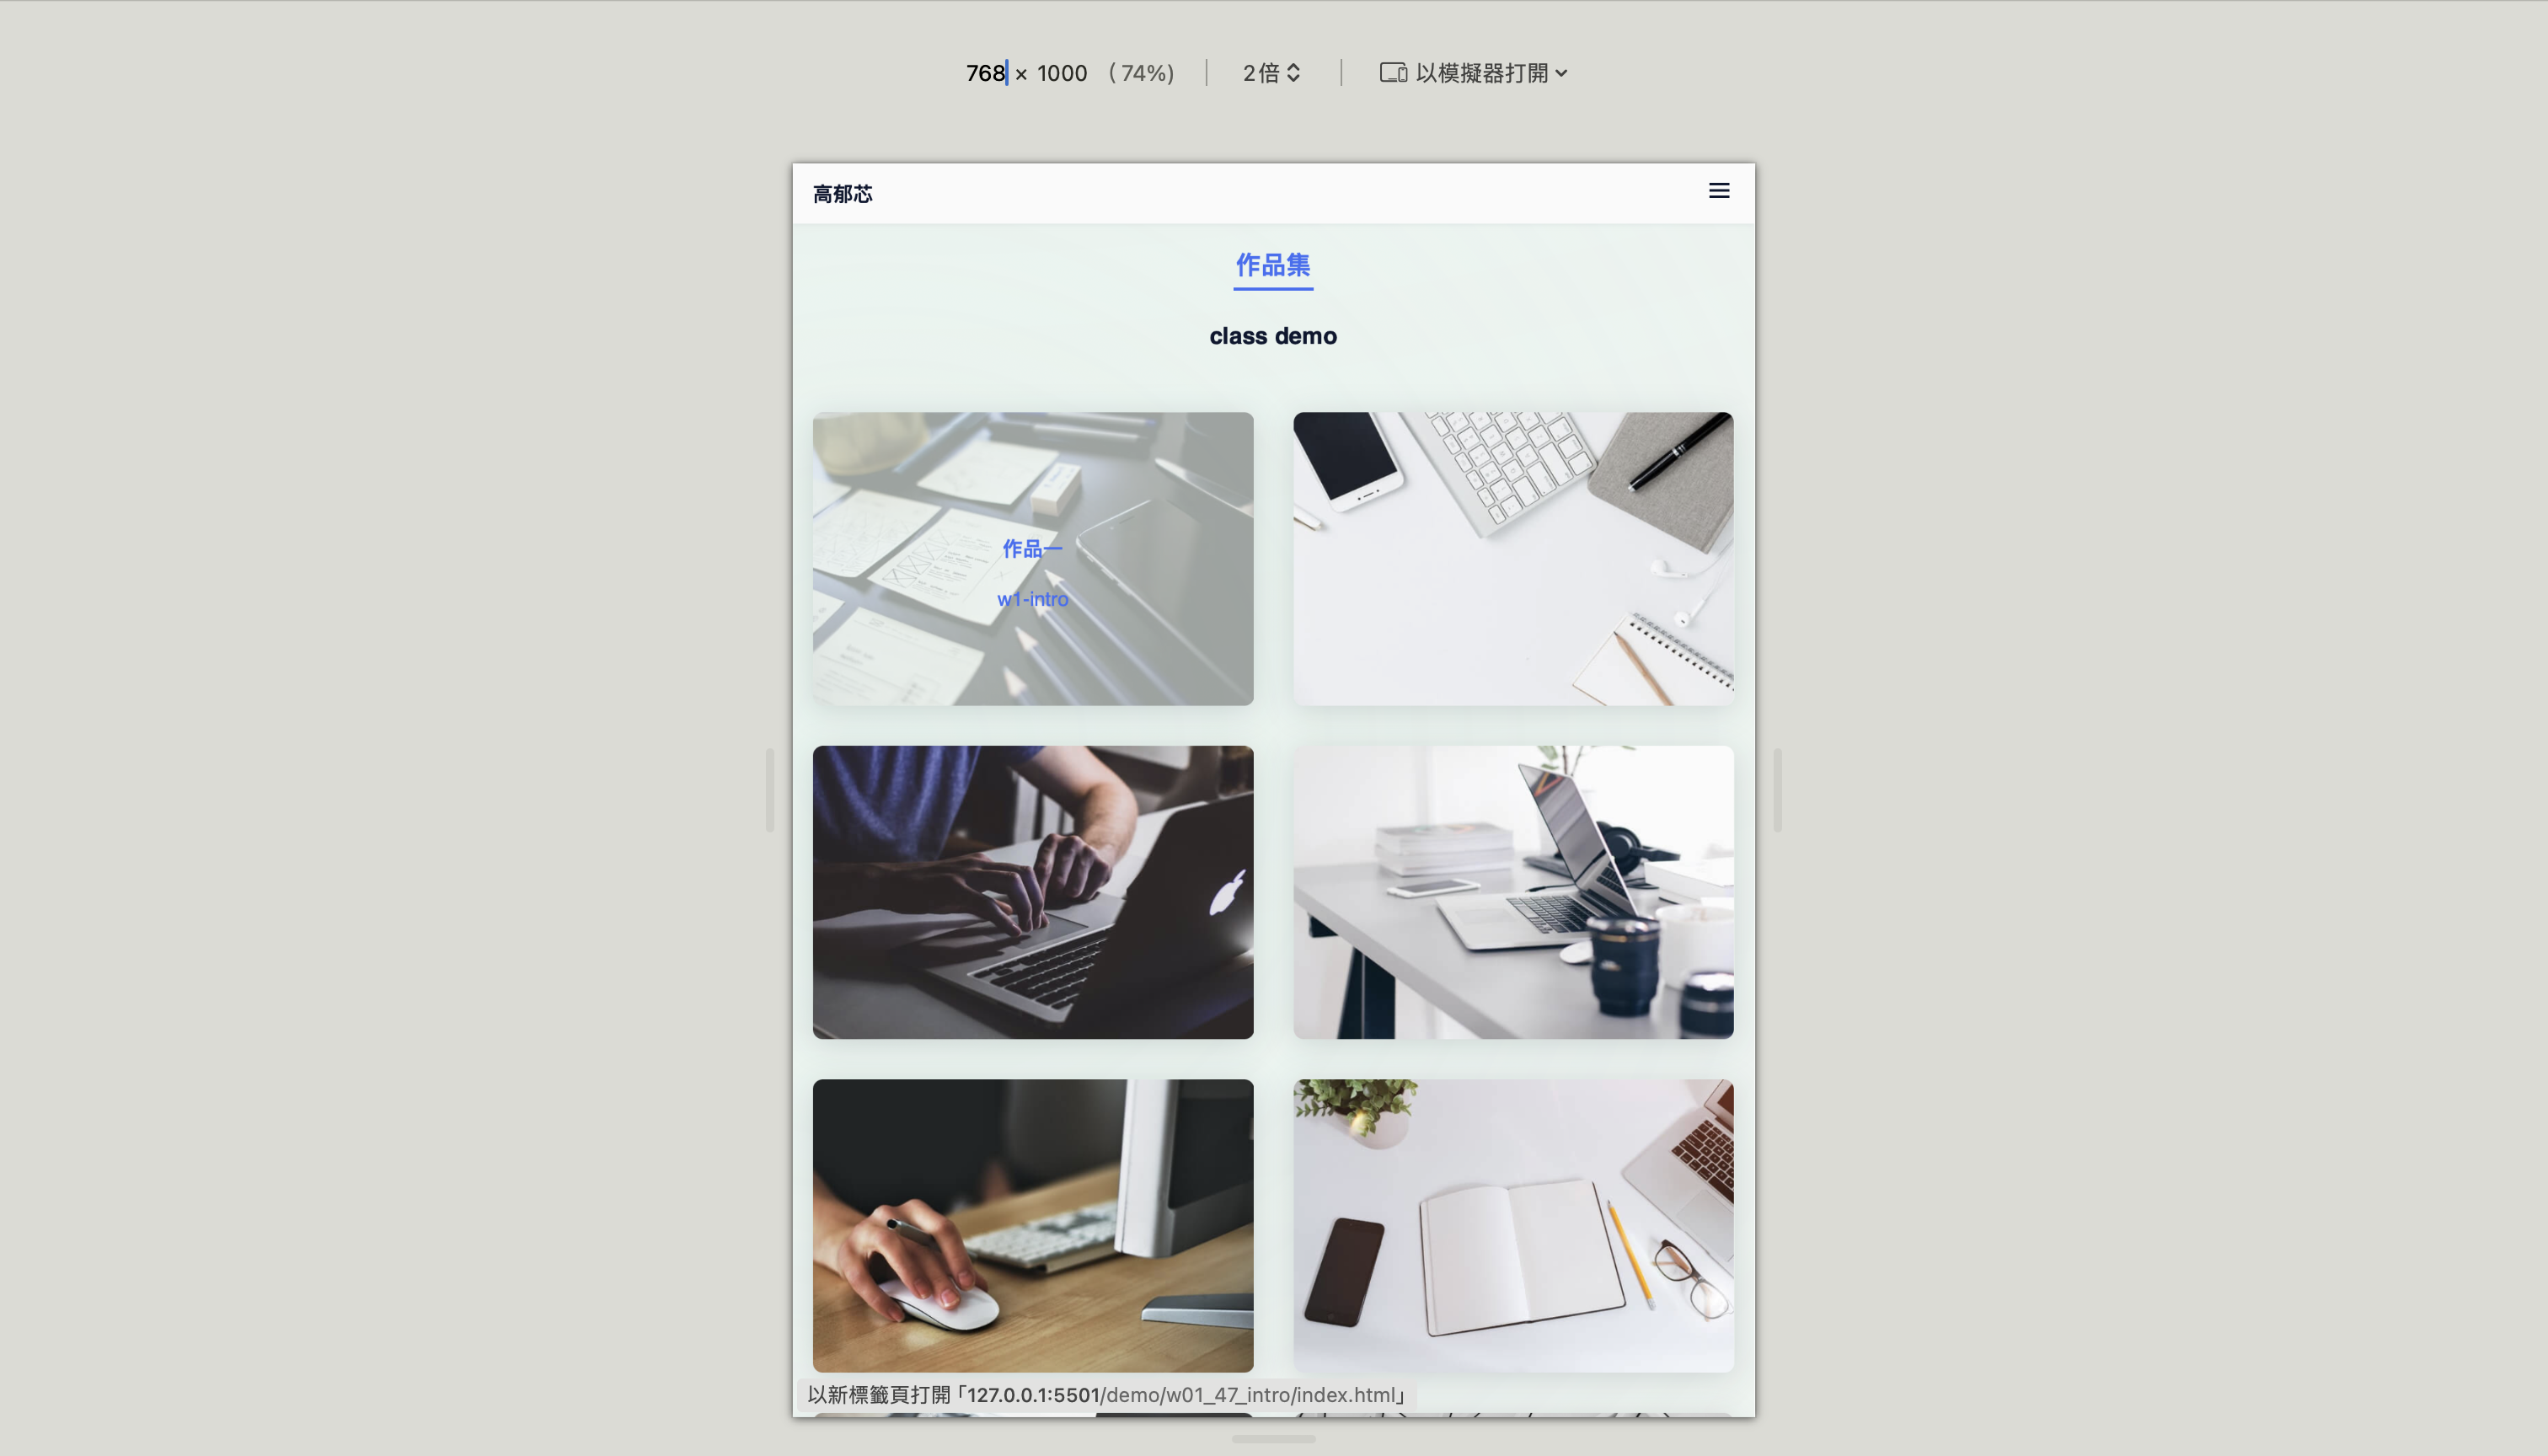 768 × 1000 (74%) 2倍 以模擬器打開
高郁芯
作品集
class demo
作品一
w1-intro
以新標籤頁打開「127.0.0.1:5501/demo/w01_47_intro/index.html」